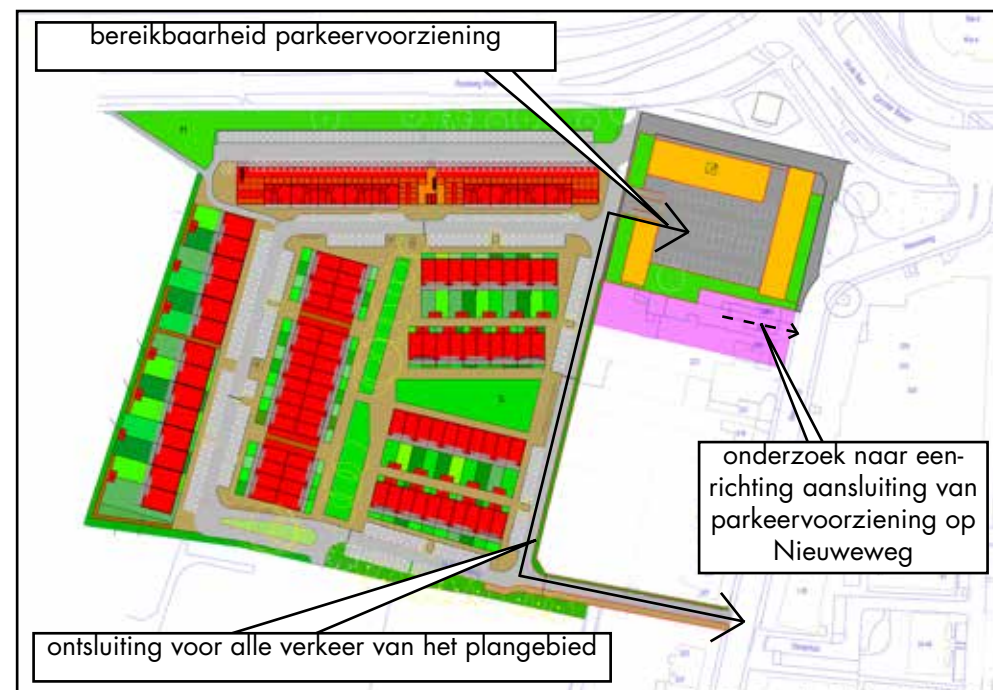 bereikbaarheid parkeervoorziening
onderzoek naar een-
richting aansluiting van
parkeervoorziening op
Nieuweweg
ontsluiting voor alle verkeer van het plangebied